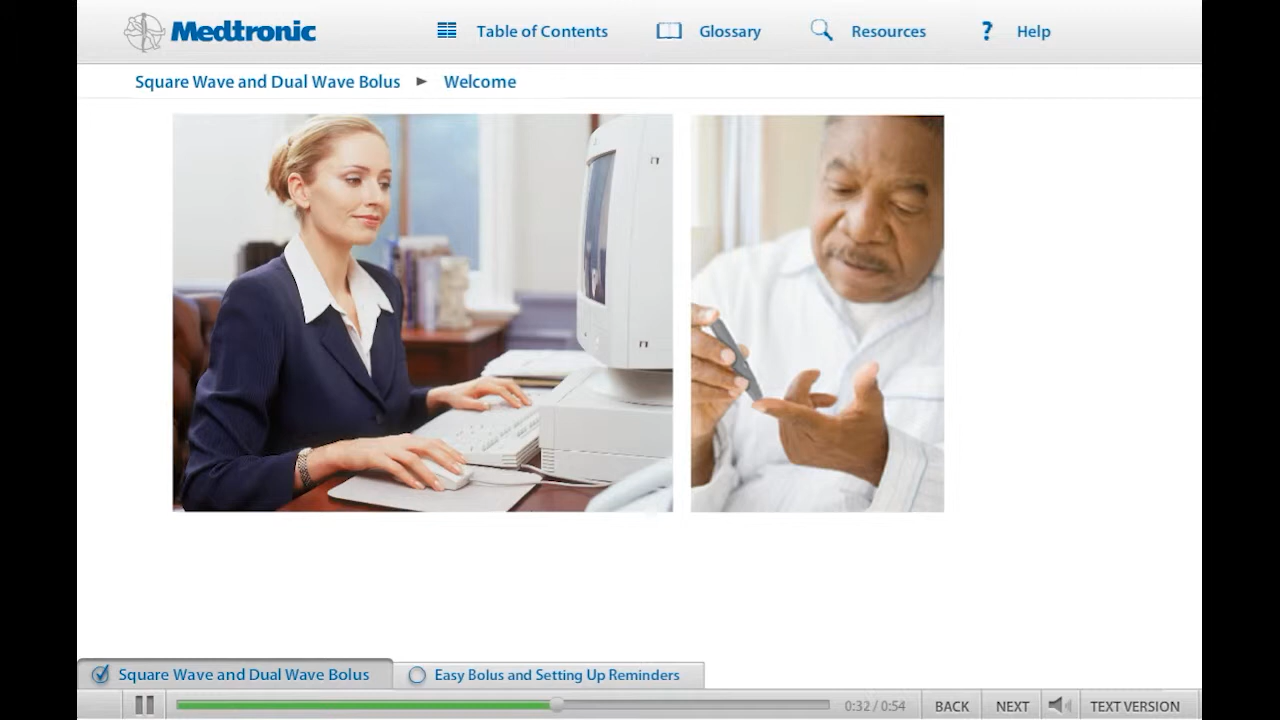 Medtronic
Table of Contents
Glossary
Resources
? Help
Square Wave and Dual Wave Bolus ► Welcome
Square Wave and Dual Wave Bolus
Easy Bolus and Setting Up Reminders
0:32 / 0:54
BACK
NEXT
TEXT VERSION